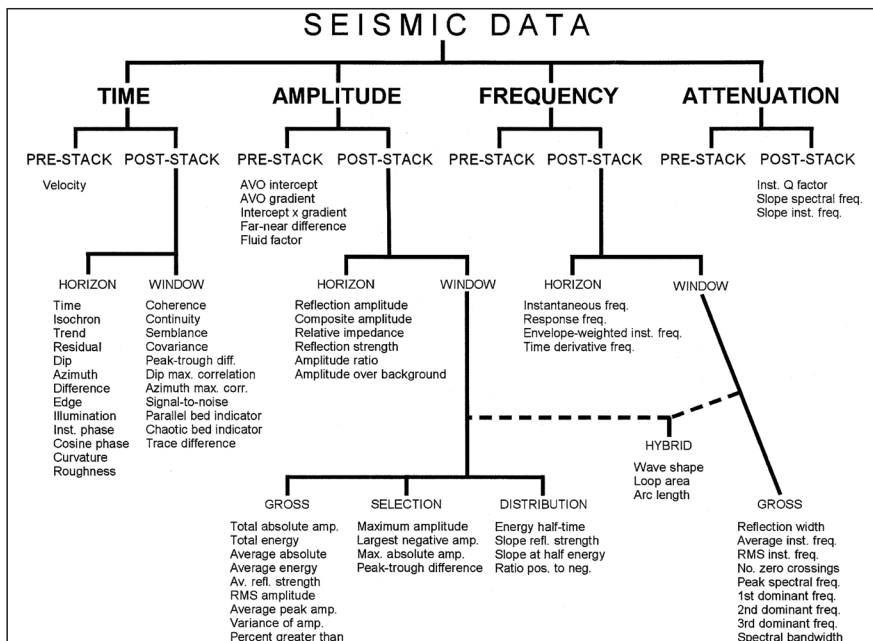 SEISMIC DATA
TIME
AMPLITUDE
FREQUENCY
ATTENUATION
PRE-STACK
POST-STACK
PRE-STACK
POST-STACK
PRE-STACK
POST-STACK
PRE-STACK
POST-STACK
Velocity
AVO intercept
AVO gradient
Intercept x gradient
Far-near difference
Fluid factor
Inst. Q factor
Slope spectral freq.
Slope inst. freq.
HORIZON
Time
Isochron
Trend
Residual
Dip
Azimuth
Difference
Edge
Illumination
Inst. phase
Cosine phase
Curvature
Roughness
WINDOW
Coherence
Continuity
Semblance
Covariance
Peak-trough diff.
Dip max. correlation
Azimuth max. corr.
Signal-to-noise
Parallel bed indicator
Chaotic bed indicator
Trace difference
HORIZON
Reflection amplitude
Composite amplitude
Relative impedance
Reflection strength
Amplitude ratio
Amplitude over background
WINDOW
HORIZON
Instantaneous freq.
Response freq.
Envelope-weighted inst. freq.
Time derivative freq.
WINDOW
HYBRID
Wave shape
Loop area
Arc length
GROSS
Total absolute amp.
Total energy
Average absolute
Average energy
Av. refl. strength
RMS amplitude
Average peak amp.
Variance of amp.
Percent greater than
SELECTION
Maximum amplitude
Largest negative amp.
Max. absolute amp.
Peak-trough difference
DISTRIBUTION
Energy half-time
Slope refl. strength
Slope at half energy
Ratio pos. to neg.
GROSS
Reflection width
Average inst. freq.
RMS inst. freq.
No. zero crossings
Peak spectral freq.
1st dominant freq.
2nd dominant freq.
3rd dominant freq.
Spectral bandwidth